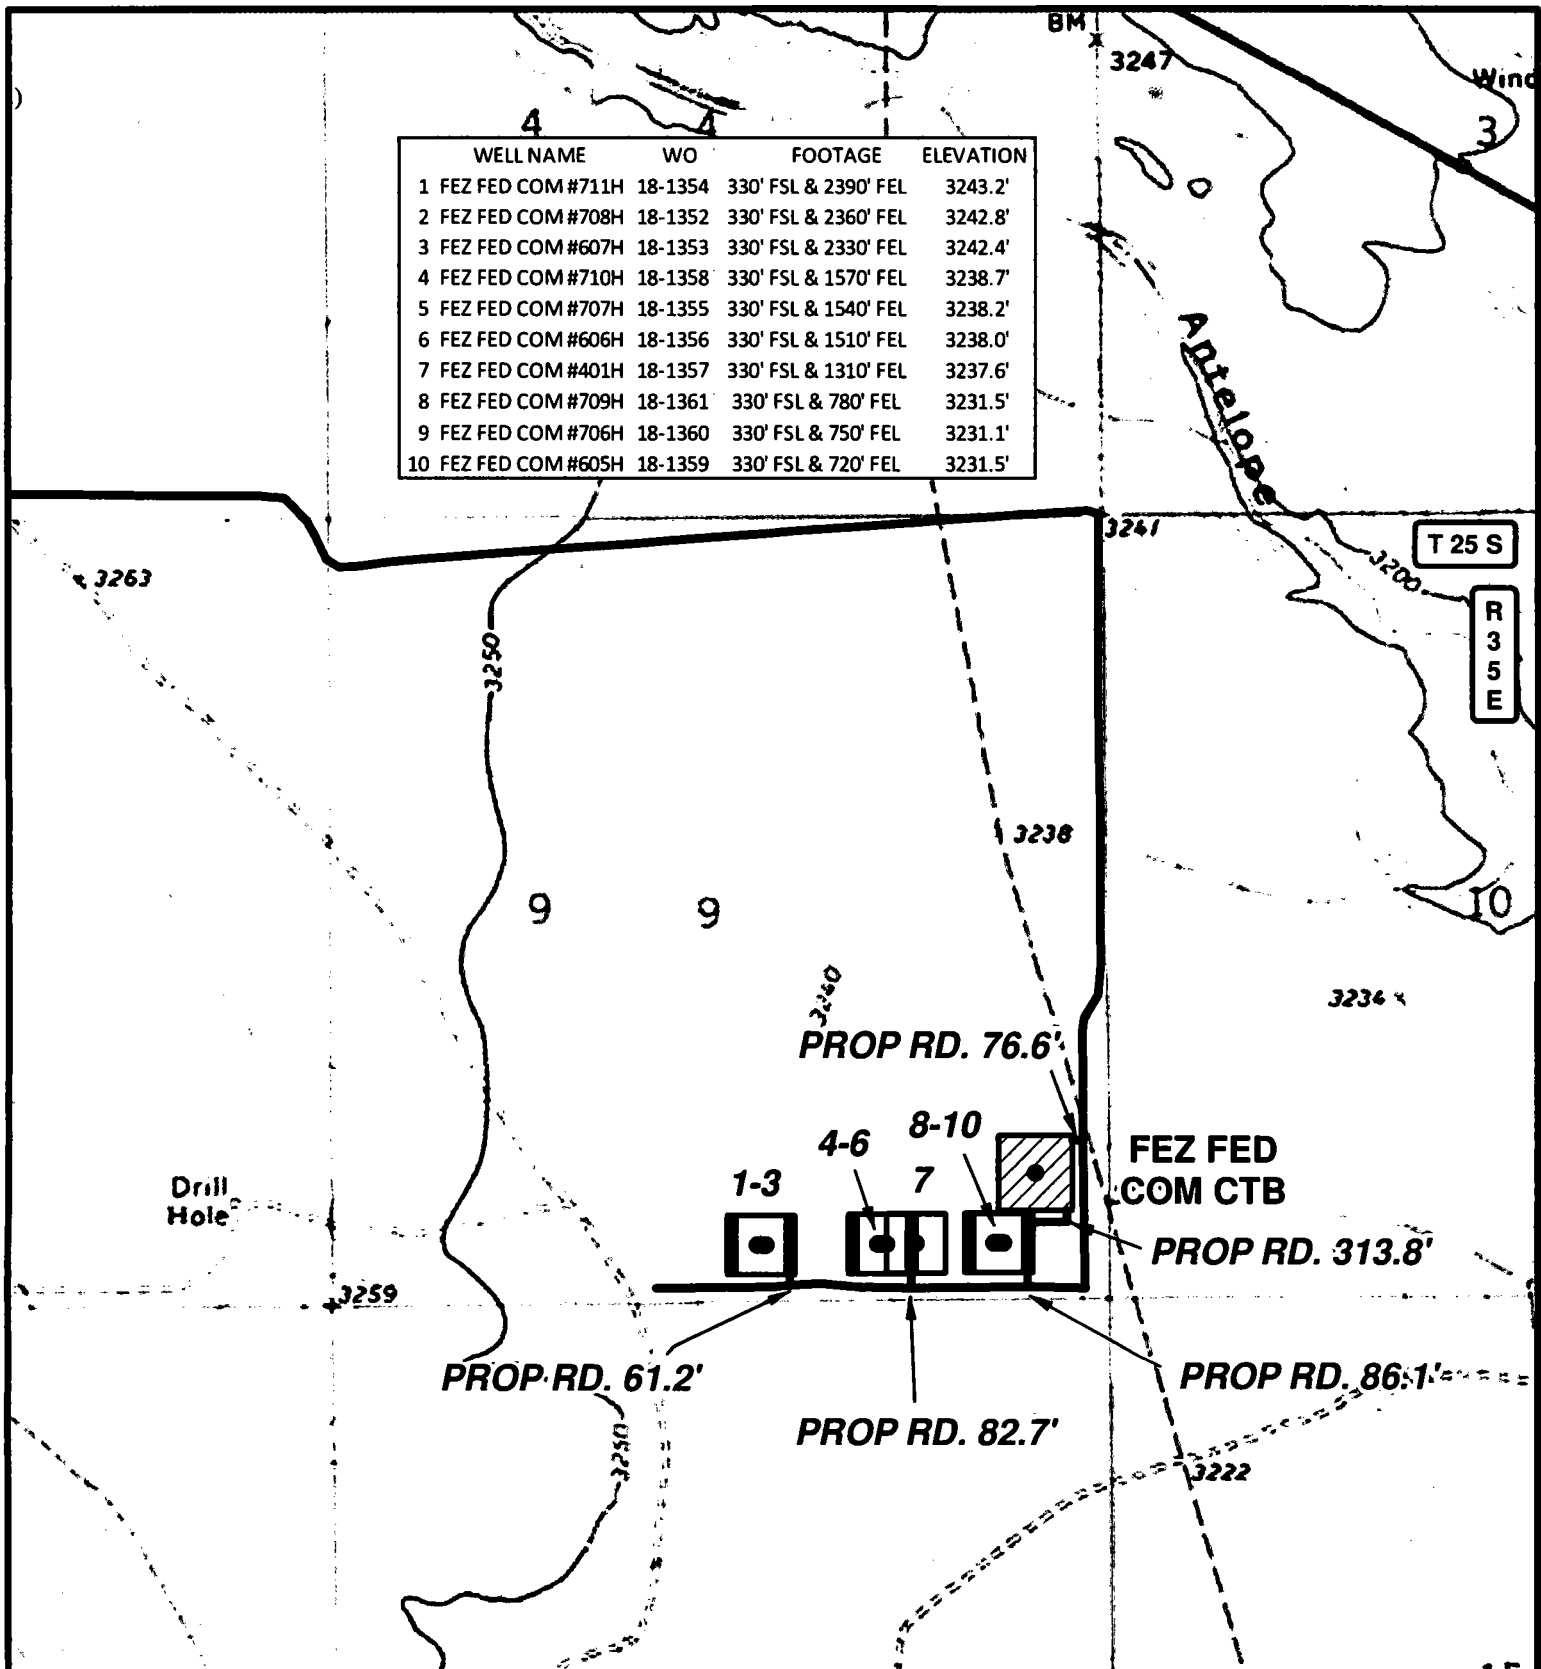 BM
3247
Wind
)
4
4
3
WELL NAME WO FOOTAGE ELEVATION
1 FEZ FED COM #711H 18-1354 330' FSL & 2390' FEL 3243.2'
2 FEZ FED COM #708H 18-1352 330' FSL & 2360' FEL 3242.8'
3 FEZ FED COM #607H 18-1353 330' FSL & 2330' FEL 3242.4'
4 FEZ FED COM #710H 18-1358 330' FSL & 1570' FEL 3238.7'
5 FEZ FED COM #707H 18-1355 330' FSL & 1540' FEL 3238.2'
6 FEZ FED COM #606H 18-1356 330' FSL & 1510' FEL 3238.0'
7 FEZ FED COM #401H 18-1357 330' FSL & 1310' FEL 3237.6'
8 FEZ FED COM #709H 18-1361 330' FSL & 780' FEL 3231.5'
9 FEZ FED COM #706H 18-1360 330' FSL & 750' FEL 3231.1'
10 FEZ FED COM #605H 18-1359 330' FSL & 720' FEL 3231.5'
Antelope
3241
T 25 S
3263
3200
R
3
5
E
3250
3238
9
9
10
3240
3234
PROP RD. 76.6'
8-10
4-6
7
1-3
FEZ FED
COM CTB
Drill
Hole
PROP RD. 313.8'
3259
PROP RD. 61.2'
PROP RD. 86.1'
PROP RD. 82.7'
3250
3222